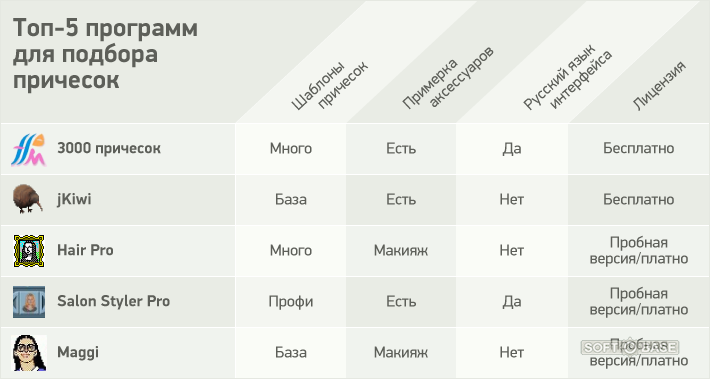 Топ-5 программ
для подбора
причесок
Шаблоны
причесок
Примерка
аксессуаров
Русский язык
интерфейса
Лицензия
3000 причесок Много Есть Да Бесплатно
jKiwi База Есть Нет Бесплатно
Hair Pro Много Макияж Нет Пробная
версия/платно
Salon Styler Pro Профи Есть Да Пробная
версия/платно
Maggi База Макияж Нет Пробная
версия/платно
SOFT BASE